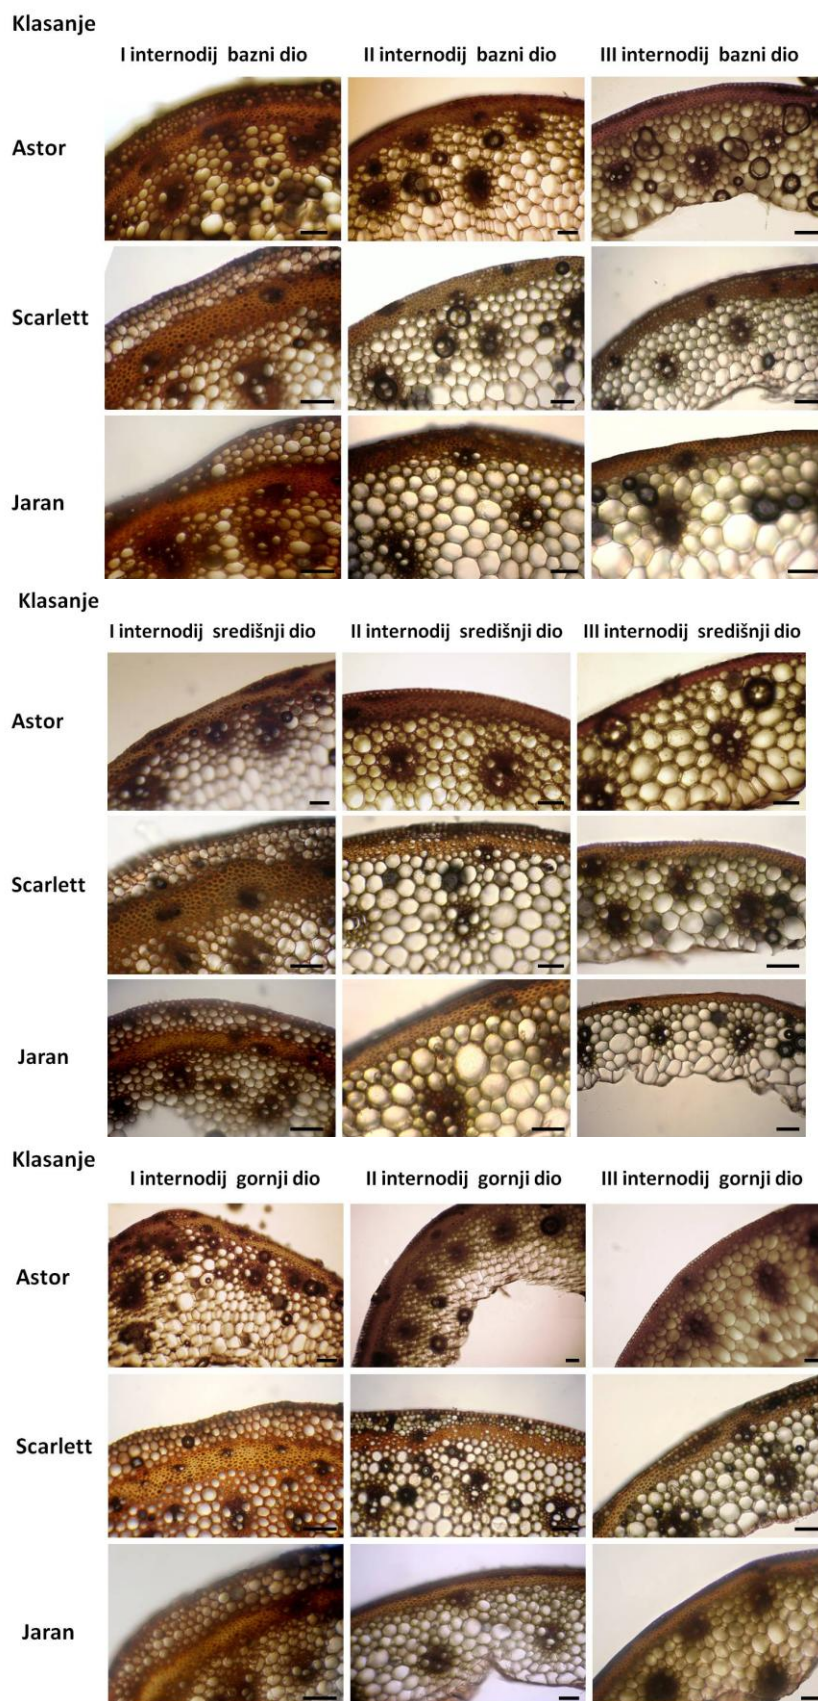 Klasanje
I internodij bazni dio II internodij bazni dio III internodij bazni dio
Astor
Scarlett
Jaran
Klasanje
I internodij središnji dio II internodij središnji dio III internodij središnji dio
Astor
Scarlett
Jaran
Klasanje
I internodij gornji dio II internodij gornji dio III internodij gornji dio
Astor
Scarlett
Jaran